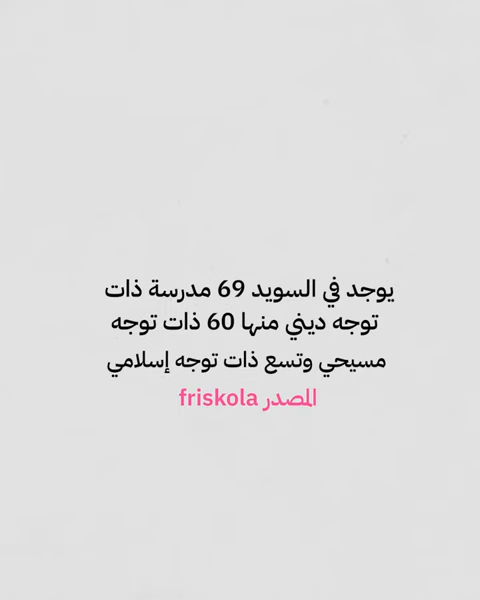 يوجد في السويد 69 مدرسة ذات
توجه ديني منها 60 ذات توجه
مسيحي وتسع ذات توجه إسلامي
المصدر friskola